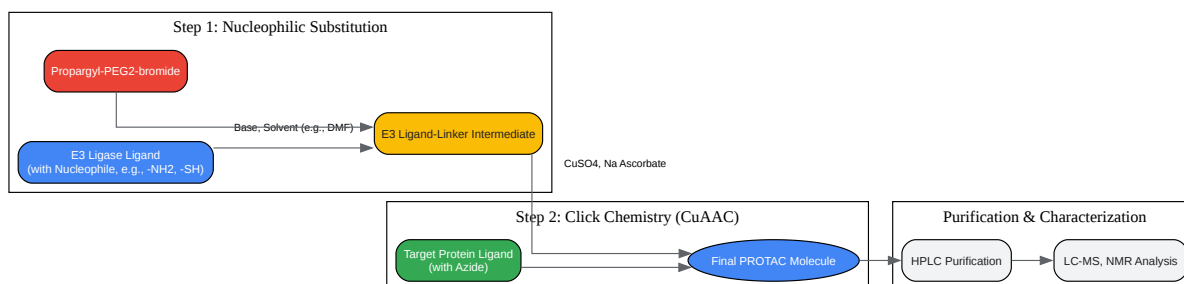 Step 1: Nucleophilic Substitution
Propargyl-PEG2-bromide
Base, Solvent (e.g., DMF)
E3 Ligand-Linker Intermediate
E3 Ligase Ligand
(with Nucleophile, e.g., -NH2, -SH)
CuSO4, Na Ascorbate
Step 2: Click Chemistry (CuAAC)
Target Protein Ligand
(with Azide)
Final PROTAC Molecule
Purification & Characterization
HPLC Purification
LC-MS, NMR Analysis